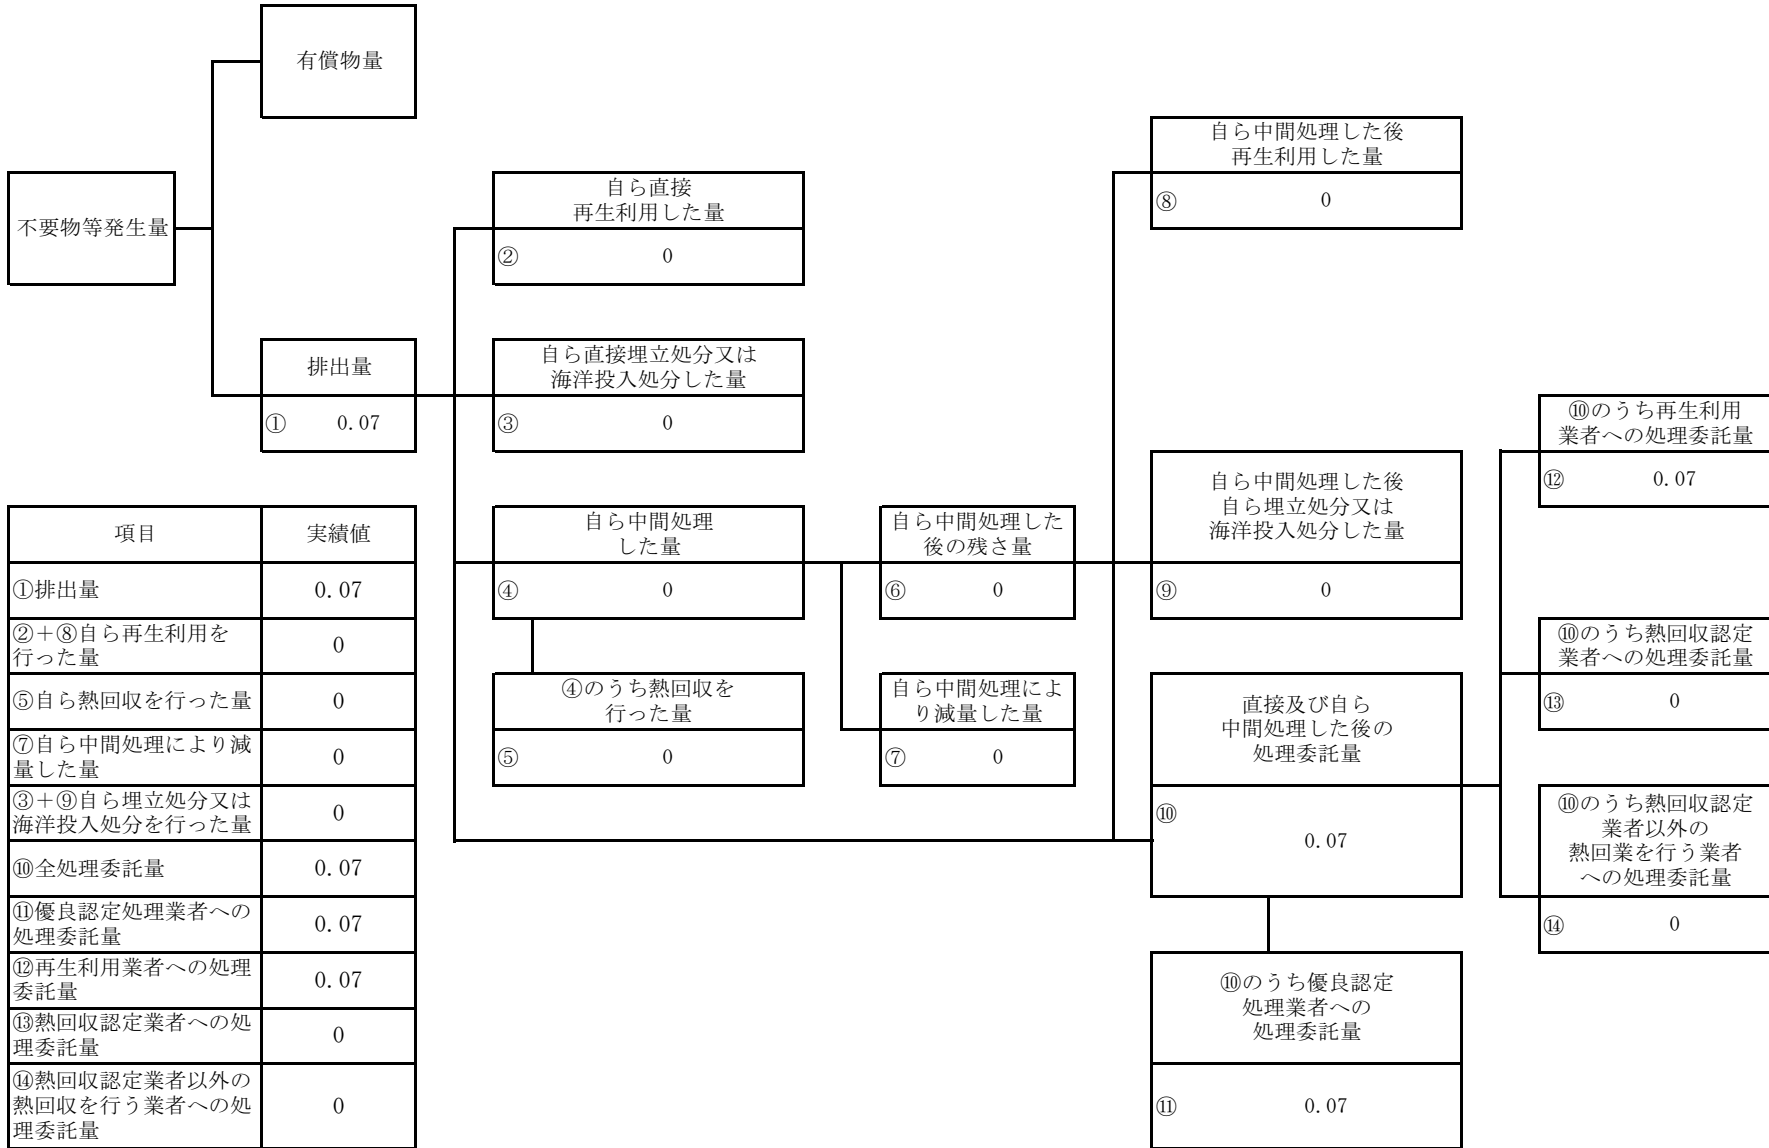 有償物量
不要物等発生量
排出量
① 0.07
自ら直接
再生利用した量
② 0
自ら直接埋立処分又は
海洋投入処分した量
③ 0
自ら中間処理
した量
④ 0
④のうち熱回収を
行った量
⑤ 0
自ら中間処理した
後の残さ量
⑥ 0
自ら中間処理によ
り減量した量
⑦ 0
自ら中間処理した後
再生利用した量
⑧ 0
自ら中間処理した後
自ら埋立処分又は
海洋投入処分した量
⑨ 0
直接及び自ら
中間処理した後の
処理委託量
⑩
0.07
⑩のうち優良認定
処理業者への
処理委託量
⑪ 0.07
⑩のうち再生利用
業者への処理委託量
⑫ 0.07
⑩のうち熱回収認定
業者への処理委託量
⑬ 0
⑩のうち熱回収認定
業者以外の
熱回業を行う業者
への処理委託量
⑭ 0
項目 実績値
①排出量 0.07
②＋⑧自ら再生利用を
行った量 0
⑤自ら熱回収を行った量 0
⑦自ら中間処理により減
量した量 0
③＋⑨自ら埋立処分又は
海洋投入処分を行った量 0
⑩全処理委託量 0.07
⑪優良認定処理業者への
処理委託量 0.07
⑫再生利用業者への処理
委託量 0.07
⑬熱回収認定業者への処
理委託量 0
⑭熱回収認定業者以外の
熱回収を行う業者への処 0
理委託量